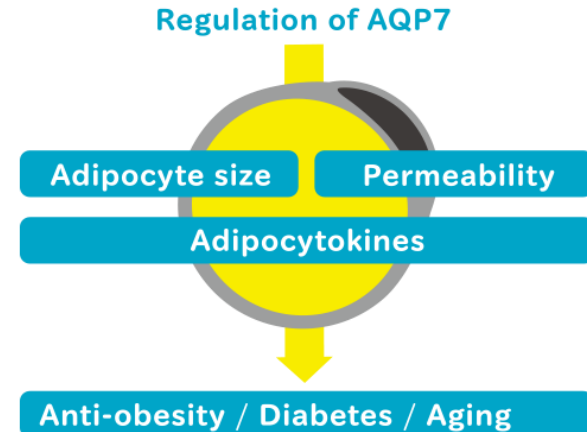 Regulation of AQP7
Adipocyte size
Permeability
Adipocytokines
Anti-obesity / Diabetes / Aging